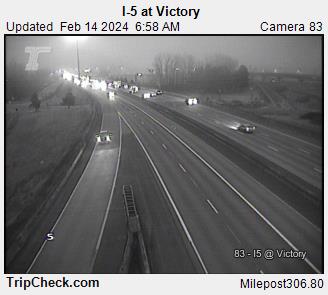 I-5 at Victory
Updated Feb 14 2024 6:58 AM Camera 83
T
S
83 - I5 @ Victory
TripCheck.com Milepost306.80